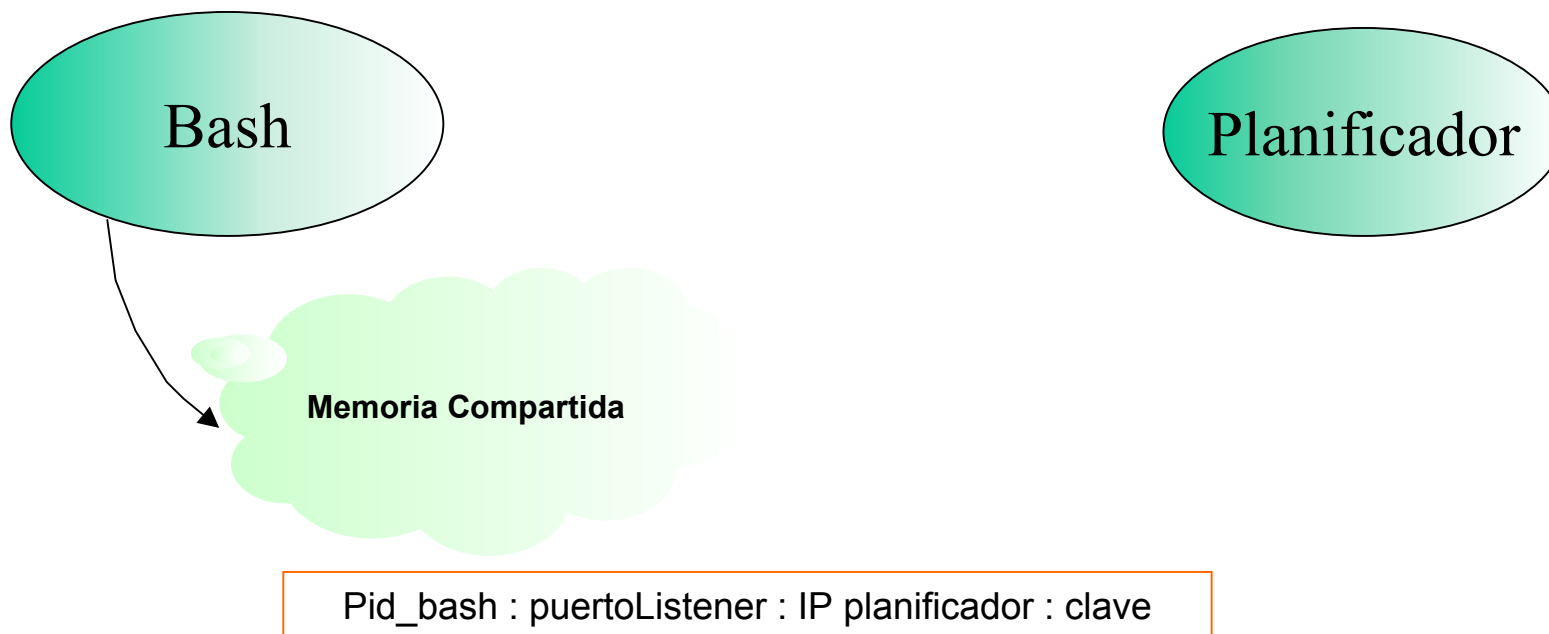 Bash
Planificador
Memoria Compartida
Pid_bash : puertoListener : IP planificador : clave